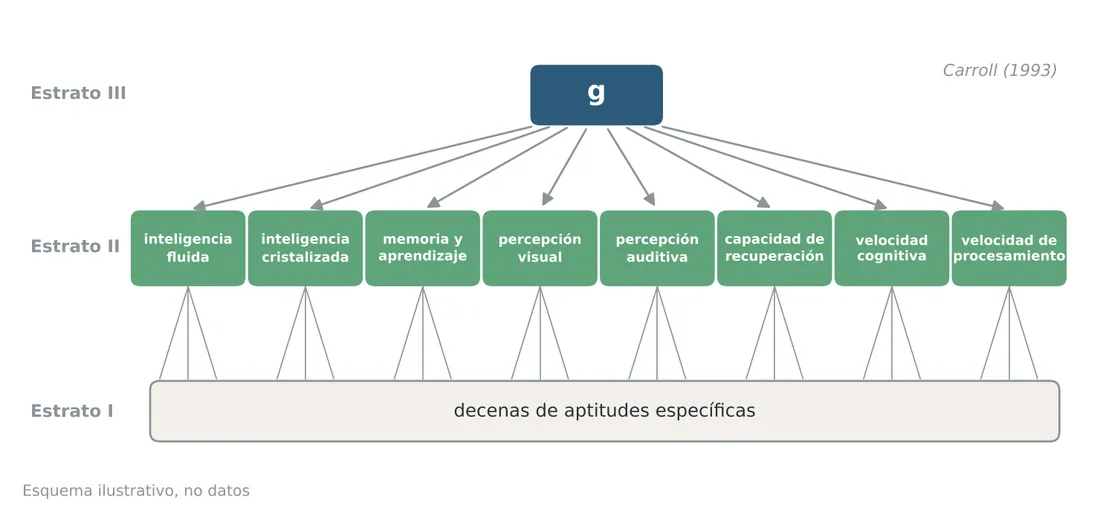 Carroll (1993)
Estrato III
g
Estrato II
inteligencia
fluida
inteligencia
cristalizada
memoria y
aprendizaje
percepción
visual
percepción
auditiva
capacidad de
recuperación
velocidad
cognitiva
velocidad de
procesamiento
Estrato I
decenas de aptitudes específicas
Esquema ilustrativo, no datos